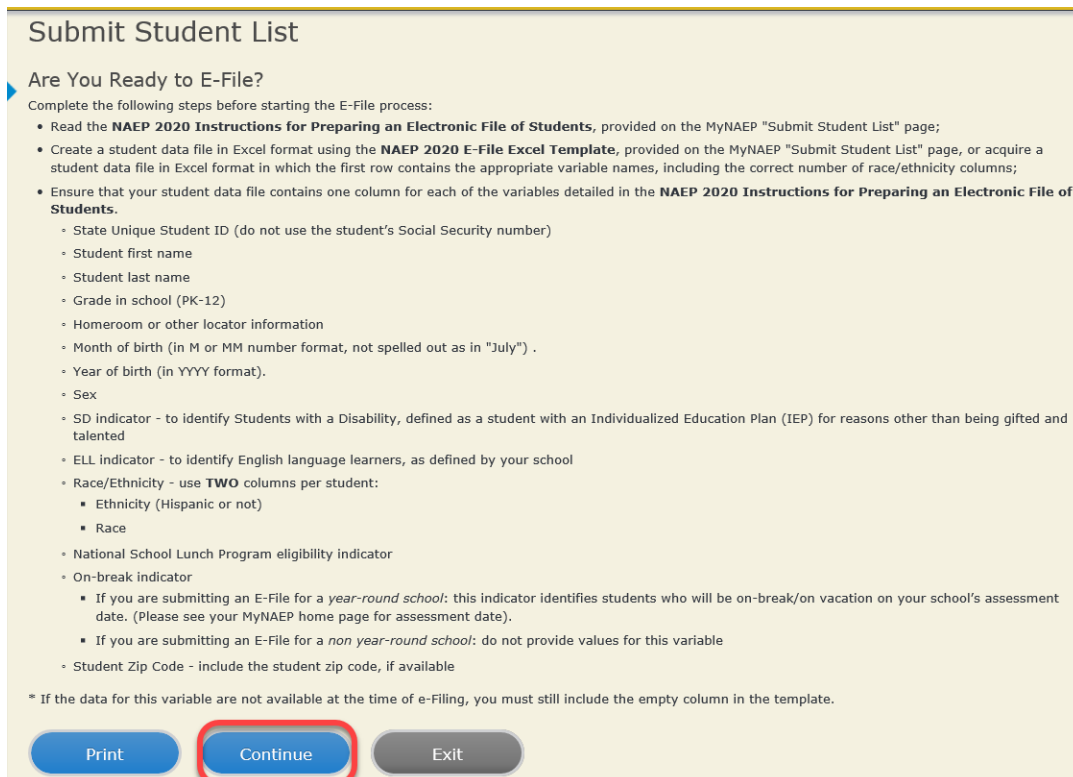 Submit Student List
Are You Ready to E-File?
Complete the following steps before starting the E-File process:
• Read the NAEP 2020 Instructions for Preparing an Electronic File of Students, provided on the MyNAEP "Submit Student List" page;
• Create a student data file in Excel format using the NAEP 2020 E-File Excel Template, provided on the MyNAEP "Submit Student List" page, or acquire a
student data file in Excel format in which the first row contains the appropriate variable names, including the correct number of race/ethnicity columns;
• Ensure that your student data file contains one column for each of the variables detailed in the NAEP 2020 Instructions for Preparing an Electronic File of
Students.
◦ State Unique Student ID (do not use the student's Social Security number)
◦ Student first name
◦ Student last name
◦ Grade in school (PK-12)
◦ Homeroom or other locator information
◦ Month of birth (in M or MM number format, not spelled out as in "July") .
◦ Year of birth (in YYYY format).
◦ Sex
◦ SD indicator - to identify Students with a Disability, defined as a student with an Individualized Education Plan (IEP) for reasons other than being gifted and
talented
◦ ELL indicator - to identify English language learners, as defined by your school
◦ Race/Ethnicity - use TWO columns per student:
▪ Ethnicity (Hispanic or not)
▪ Race
◦ National School Lunch Program eligibility indicator
◦ On-break indicator
▪ If you are submitting an E-File for a year-round school: this indicator identifies students who will be on-break/on vacation on your school's assessment
date. (Please see your MyNAEP home page for assessment date).
▪ If you are submitting an E-File for a non year-round school: do not provide values for this variable
◦ Student Zip Code - include the student zip code, if available
* If the data for this variable are not available at the time of e-Filing, you must still include the empty column in the template.
Print Continue Exit